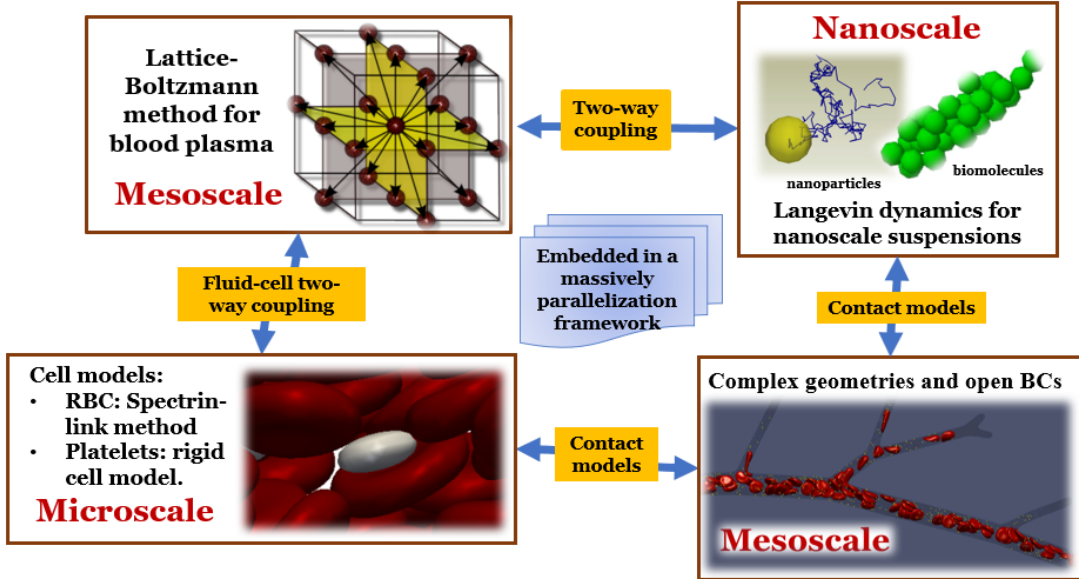 Lattice-
Boltzmann
method for
blood plasma
Mesoscale
Two-way
coupling
Nanoscale
nanoparticles
biomolecules
Langevin dynamics for
nanoscale suspensions
Fluid-cell two-
way coupling
Embedded in a
massively
parallelization
framework
Contact models
Cell models:
• RBC: Spectrin-
link method
• Platelets: rigid
cell model.
Microscale
Contact
models
Complex geometries and open BCs
Mesoscale